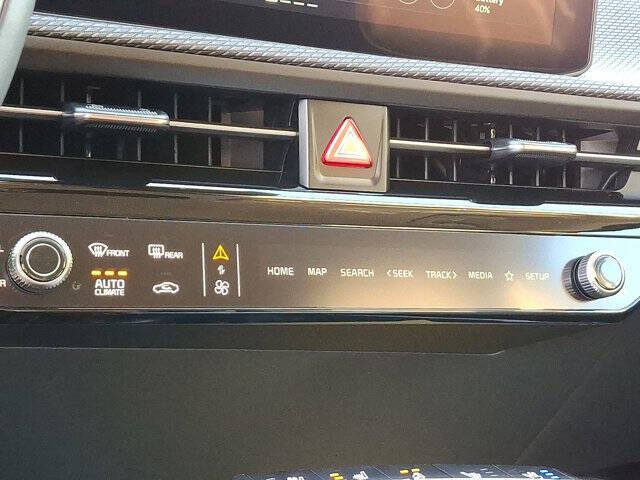 40%
FRONT
REAR
AUTO
CLIMATE
HOME MAP SEARCH <SEEK TRACK> MEDIA ☆ SETUP